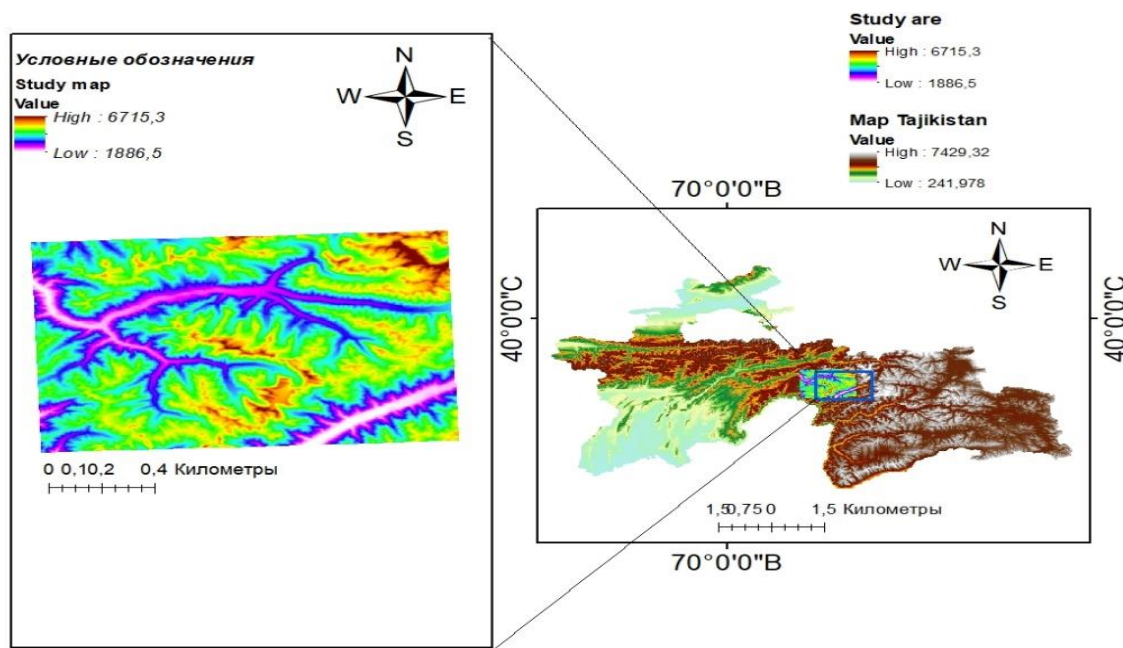 Условные обозначения
Study map
Value
High : 6715,3
Low : 1886,5
N
W E
S
0 0,10,2 0,4 Километры
Study are
Value
High : 6715,3
Low : 1886,5
Map Tajikistan
Value
High : 7429,32
Low : 241,978
70°0'0"В
N
W E
S
40°0'0"С
40°0'0"С
1,50,75 0 1,5 Километры
70°0'0"В